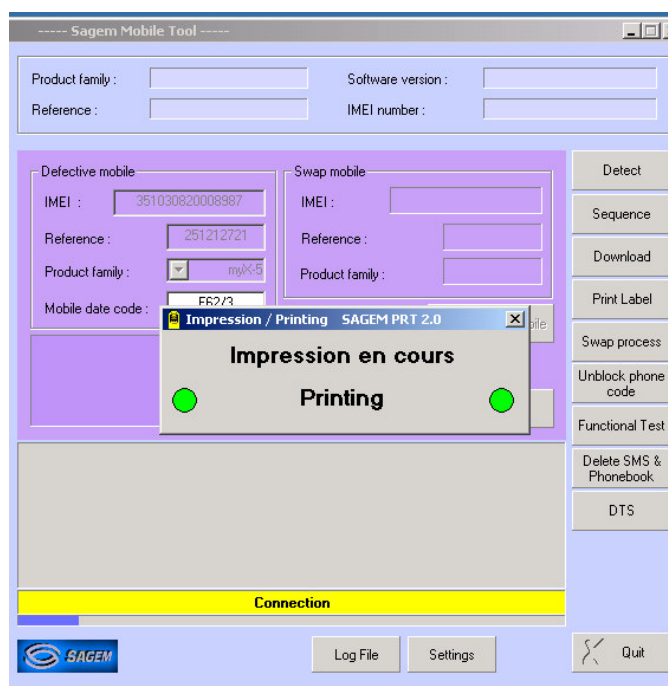 ----- Sagem Mobile Tool -----
Product family :
Software version :
Reference :
IMEI number :
Defective mobile
IMEI :
351030820008987
Reference :
251212721
Product family :
myX-5
Mobile date code :
F62/3
Swap mobile
IMEI :
Reference :
Product family :
Impression / Printing SAGEM PRT 2.0
Impression en cours
Printing
Detect
Sequence
Download
Print Label
Swap process
Unblock phone
code
Functional Test
Delete SMS &
Phonebook
DTS
Connection
SAGEM
Log File
Settings
Quit